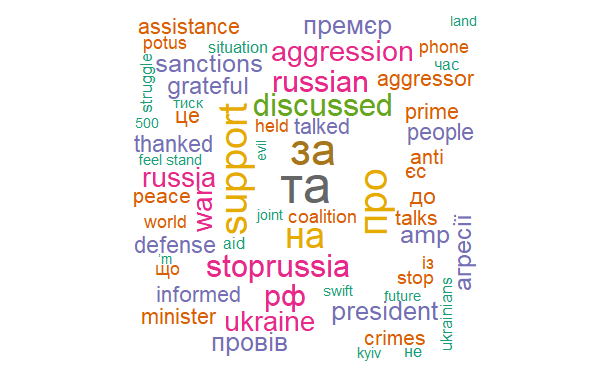 land
assistance
премєр
potus
situation
aggression
phone
sanctions
russian
час
struggle
grateful
aggressor
тиск
discussed
це
prime
500
held
talked
people
thanked
support
за
evil
anti
feel stand
та
про
єс
russia
war
peace
до
world
joint
coalition
talks
defense
aid
на
amp
агресії
'm
що
stoprussia
із
stop
informed
рф
swift
future
ukrainians
minister
ukraine
president
провів
crimes
kyiv
не